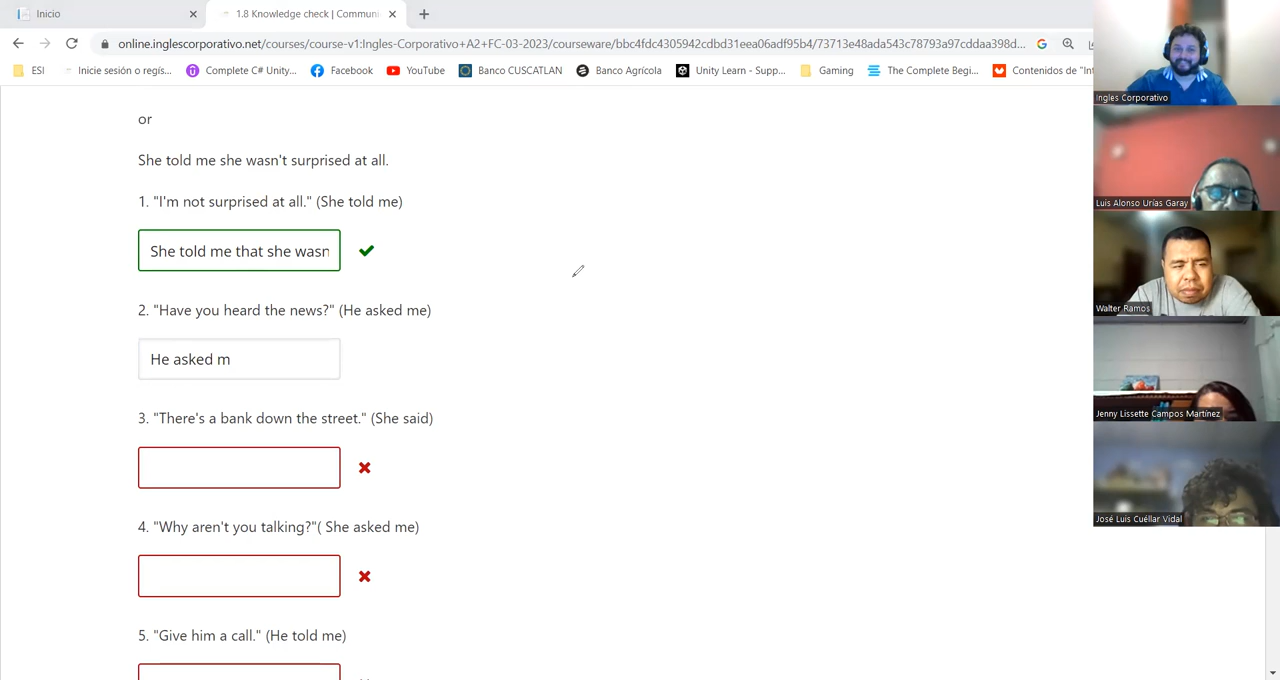 Inicio
1.8 Knowledge check | Communi
online.inglescorporativo.net/courses/course-v1:Ingles-Corporativo+A2+FC-03-2023/courseware/bbc4fdc4305942cdbd31eea06adf95b4/73713e48ada543c78793a97cddaa398d...
ESI
Inicie sesión o regís...
Complete C# Unity...
Facebook
YouTube
Banco CUSCATLAN
Banco Agrícola
Unity Learn - Supp...
Gaming
The Complete Begi...
Contenidos de "Int
or
She told me she wasn't surprised at all.
1. "I'm not surprised at all." (She told me)
She told me that she wasn
2. "Have you heard the news?" (He asked me)
He asked m
3. "There's a bank down the street." (She said)
4. "Why aren't you talking?"( She asked me)
5. "Give him a call." (He told me)
Ingles Corporativo
Luis Alonso Urías Garay
Walter Ramos
Jenny Lissette Campos Martínez
José Luis Cuéllar Vidal